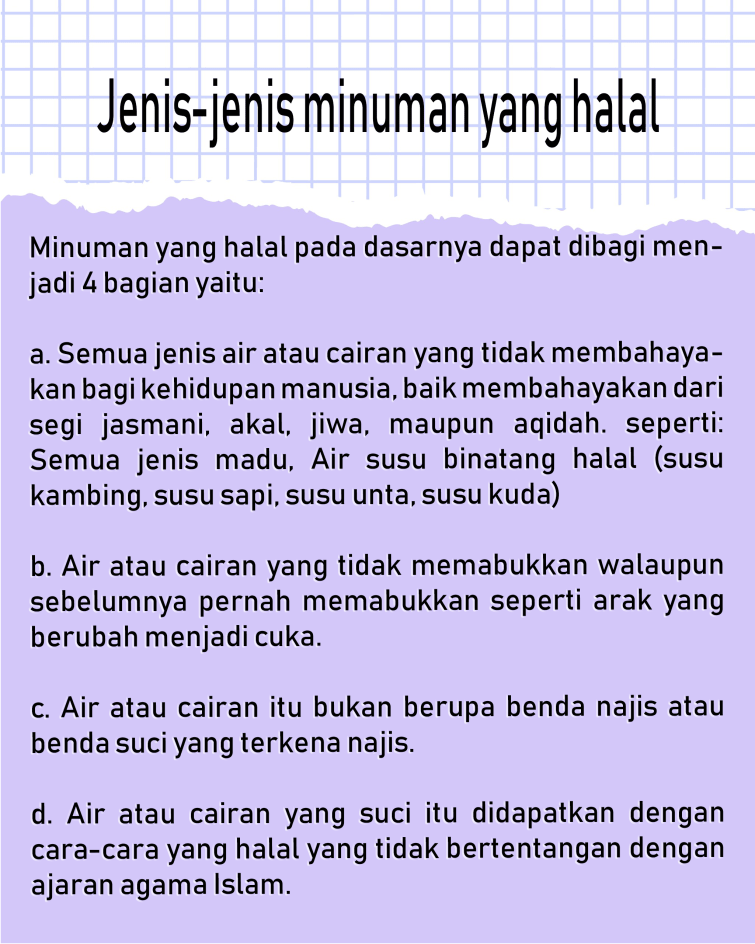 Jenis-jenis minuman yang halal
Minuman yang halal pada dasarnya dapat dibagi men-
jadi 4 bagian yaitu:
a. Semua jenis air atau cairan yang tidak membahaya-
kan bagi kehidupan manusia, baik membahayakan dari
segi jasmani, akal, jiwa, maupun aqidah. seperti:
Semua jenis madu, Air susu binatang halal (susu
kambing, susu sapi, susu unta, susu kuda)
b. Air atau cairan yang tidak memabukkan walaupun
sebelumnya pernah memabukkan seperti arak yang
berubah menjadi cuka.
c. Air atau cairan itu bukan berupa benda najis atau
benda suci yang terkena najis.
d. Air atau cairan yang suci itu didapatkan dengan
cara-cara yang halal yang tidak bertentangan dengan
ajaran agama Islam.